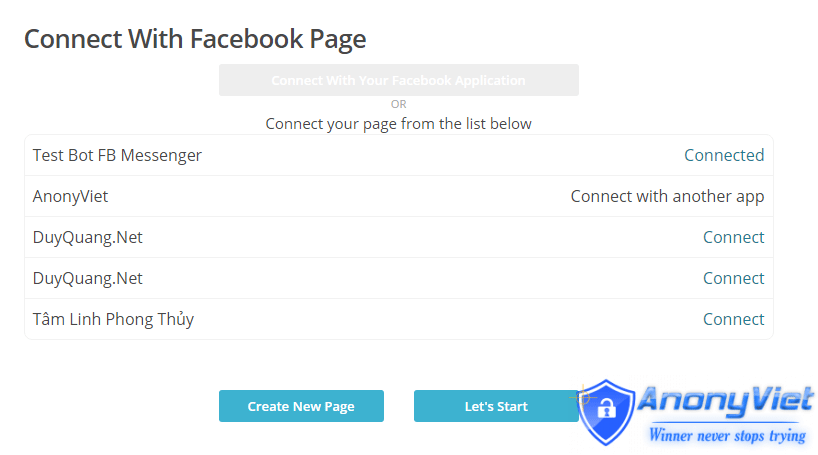 Connect With Facebook Page
Connect With Your Facebook Application
OR
Connect your page from the list below
Test Bot FB Messenger Connected
AnonyViet Connect with another app
DuyQuang.Net Connect
DuyQuang.Net Connect
Tâm Linh Phong Thủy Connect
Create New Page Let's Start
AnonyViet
Winner never stops trying